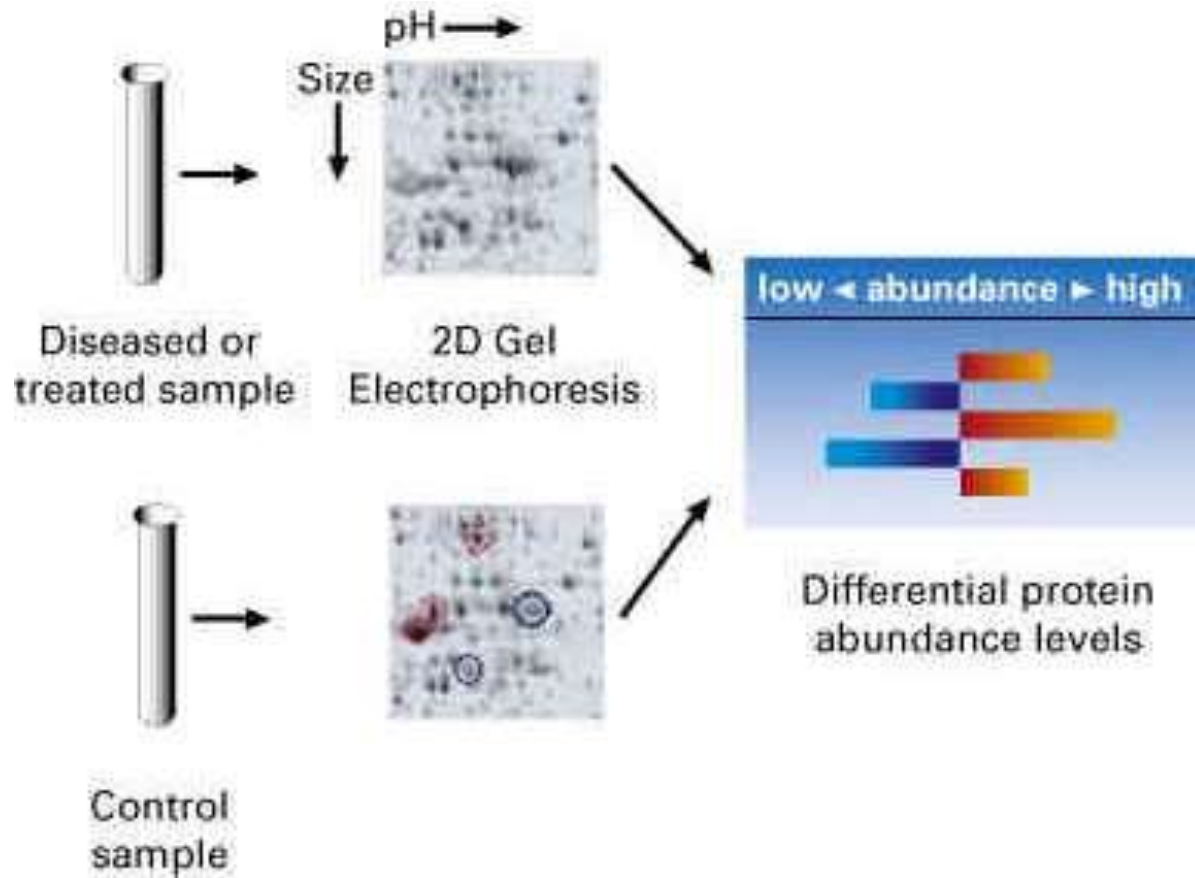 pH
Size
Diseased or
treated sample
2D Gel
Electrophoresis
low ◄ abundance ► high
Differential protein
abundance levels
Control
sample